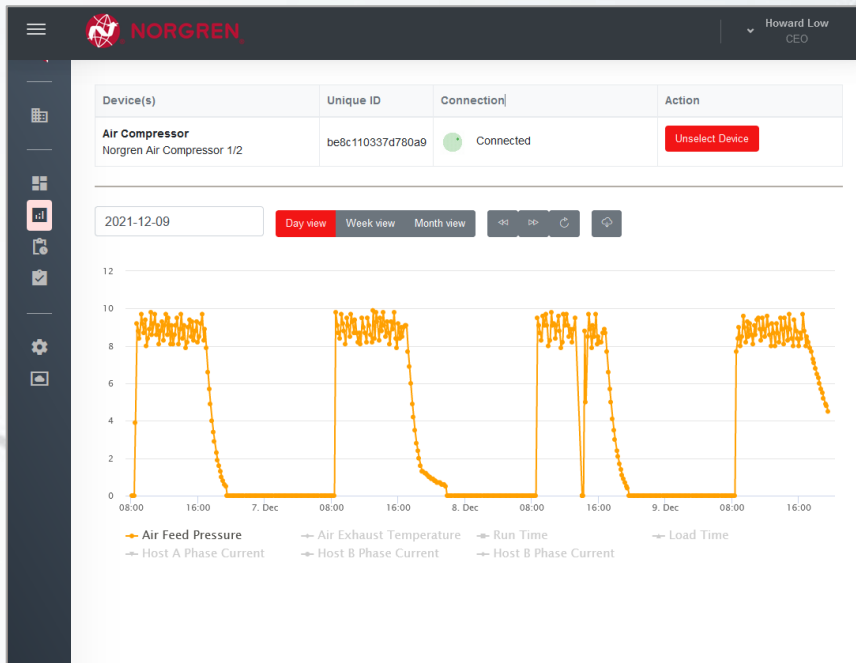 NORGREN
Howard Low
CEO
Device(s) Unique ID Connection Action
Air Compressor
Norgren Air Compressor 1/2 be8c110337d780a9 Connected Unselect Device
2021-12-09 Day view Week view Month view
12
10
8
6
4
2
0
08:00 16:00 7. Dec 08:00 16:00 8. Dec 08:00 16:00 9. Dec 08:00 16:00
Air Feed Pressure Air Exhaust Temperature Run Time Load Time
Host A Phase Current Host B Phase Current Host B Phase Current